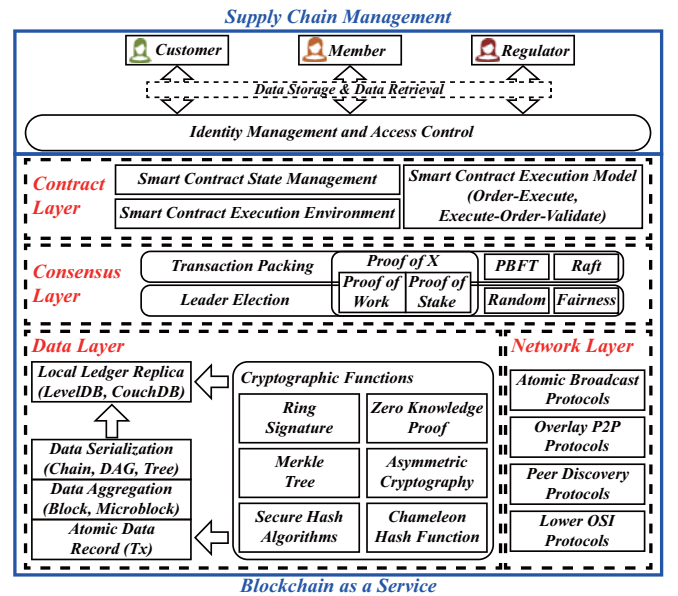 Supply Chain Management
Customer
Member
Regulator
Data Storage & Data Retrieval
Identity Management and Access Control
Contract
Layer
Smart Contract State Management
Smart Contract Execution Environment
Smart Contract Execution Model
(Order-Execute,
Execute-Order-Validate)
Consensus
Layer
Transaction Packing
Leader Election
Proof of X
Proof of
Work
Proof of
Stake
PBFT
Raft
Random
Fairness
Data Layer
Local Ledger Replica
(LevelDB, CouchDB)
Data Serialization
(Chain, DAG, Tree)
Data Aggregation
(Block, Microblock)
Atomic Data
Record (Tx)
Cryptographic Functions
Ring
Signature
Zero Knowledge
Proof
Merkle
Tree
Asymmetric
Cryptography
Secure Hash
Algorithms
Chameleon
Hash Function
Network Layer
Atomic Broadcast
Protocols
Overlay P2P
Protocols
Peer Discovery
Protocols
Lower OSI
Protocols
Blockchain as a Service